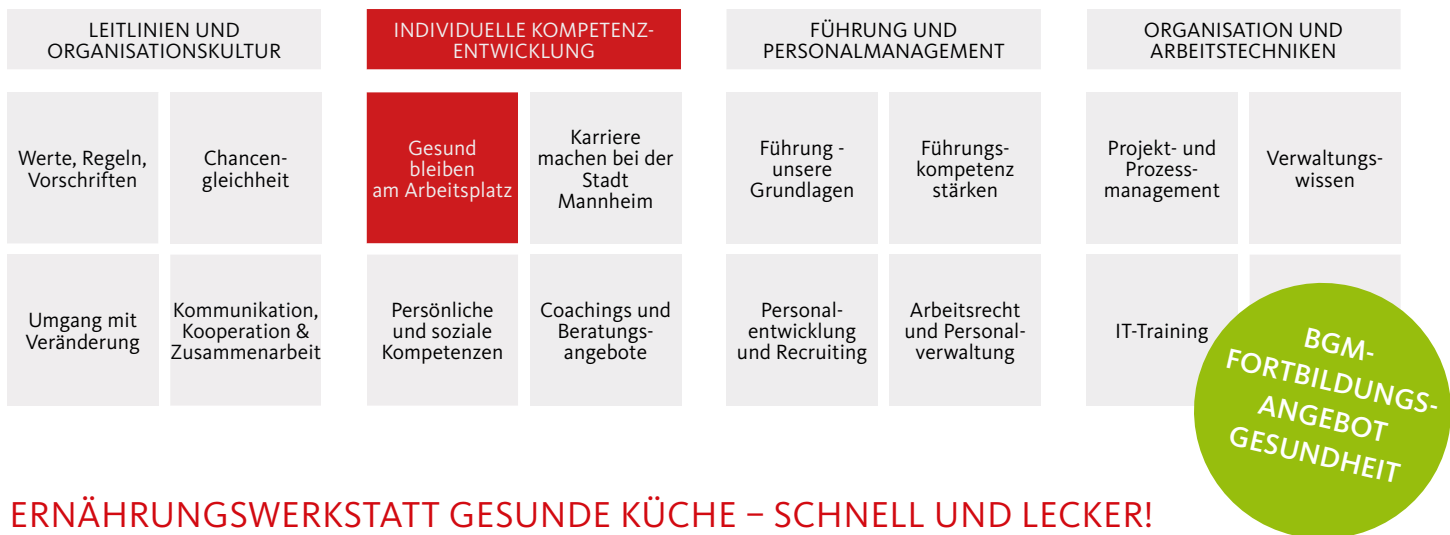 LEITLINIEN UND
ORGANISATIONSKULTUR
INDIVIDUELLE KOMPETENZ-
ENTWICKLUNG
FÜHRUNG UND
PERSONALMANAGEMENT
ORGANISATION UND
ARBEITSTECHNIKEN
Werte, Regeln,
Vorschriften
Chancen-
gleichheit
Gesund
bleiben
am Arbeitsplatz
Karriere
machen bei der
Stadt
Mannheim
Führung -
unsere
Grundlagen
Führungs-
kompetenz
stärken
Projekt- und
Prozess-
management
Verwaltungs-
wissen
Umgang mit
Veränderung
Kommunikation,
Kooperation &
Zusammenarbeit
Persönliche
und soziale
Kompetenzen
Coachings und
Beratungs-
angebote
Personal-
entwicklung
und Recruiting
Arbeitsrecht
und Personal-
verwaltung
IT-Training
BGM-
FORTBILDUNGS-
ANGEBOT
GESUNDHEIT
ERNÄHRUNGSWERKSTATT GESUNDE KÜCHE – SCHNELL UND LECKER!